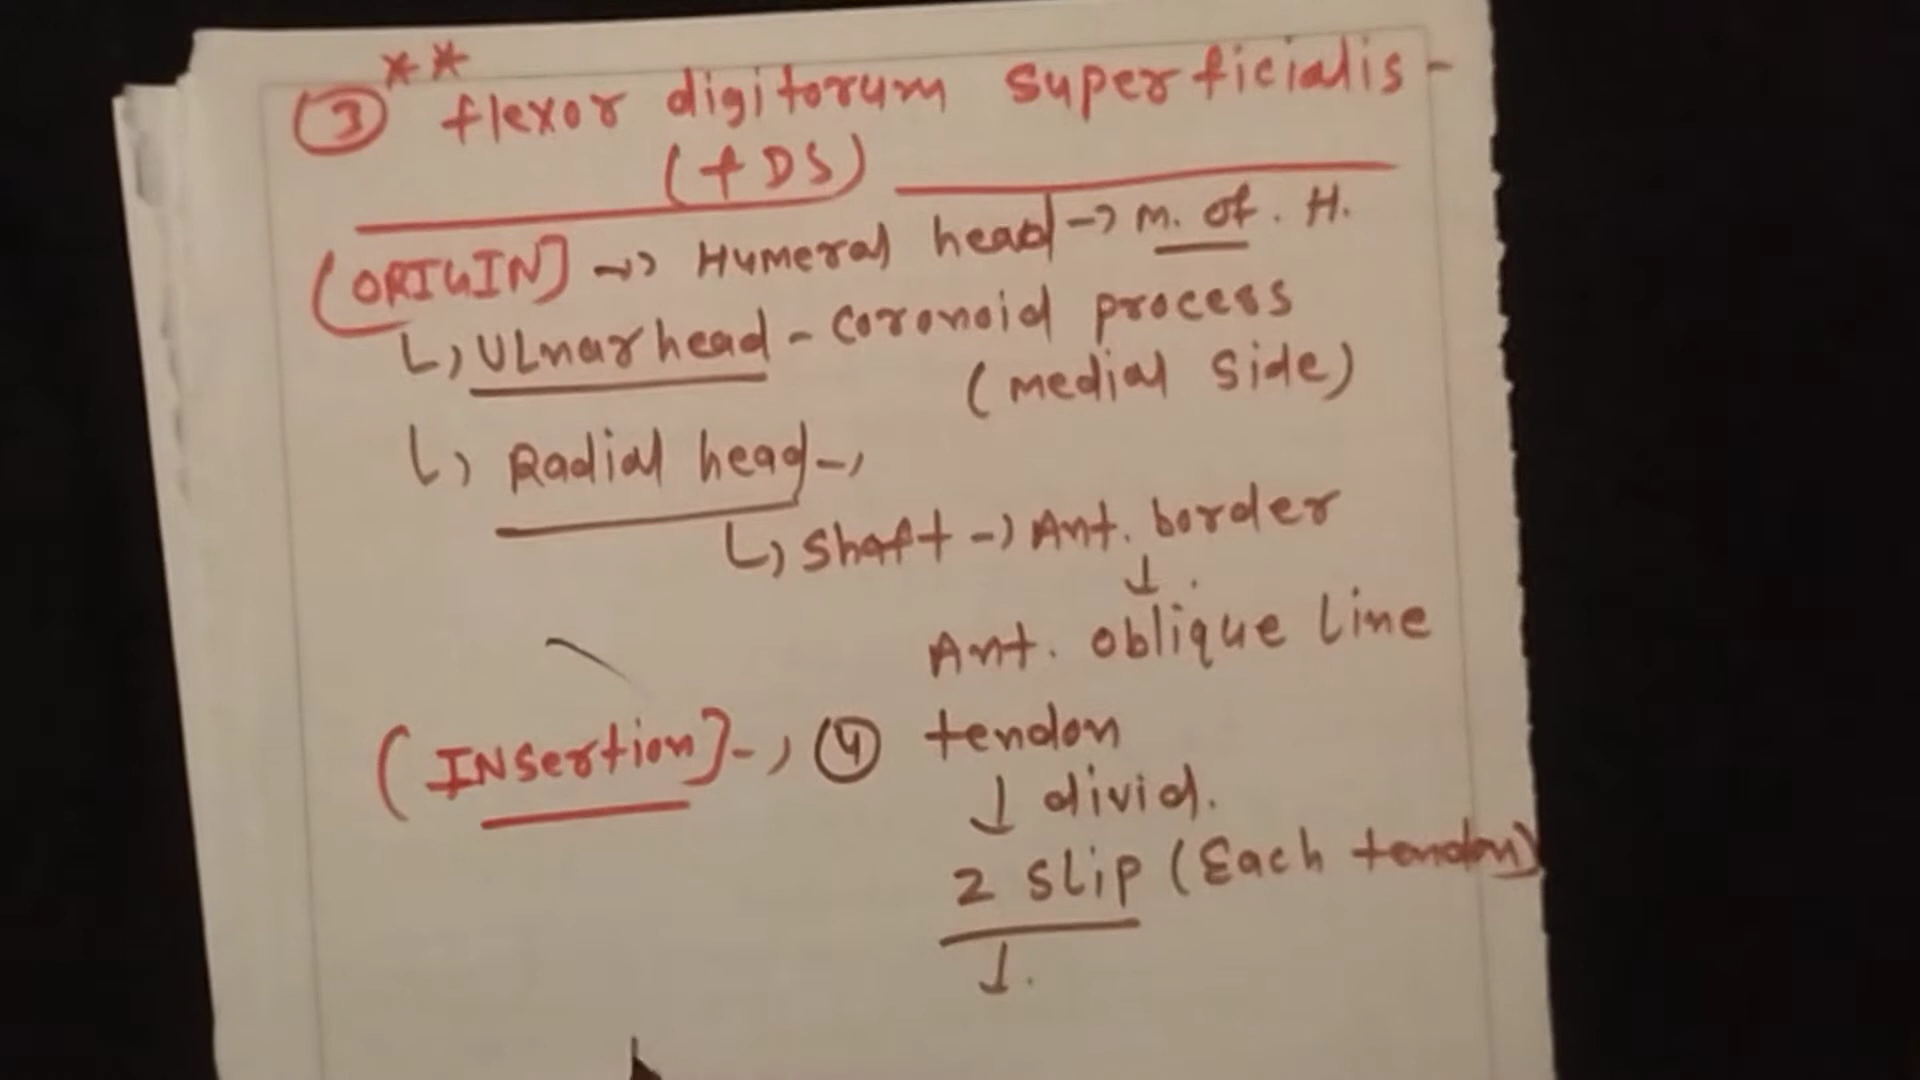 ③ ** flexor digitorum superficialis -
(FDS)
[ORIGIN] → Humeral head → M. of. H.
↳ ULnar head - coronoid process
(medial side)
↳ Radial head →
↳ shaft → Ant. border
↓
Ant. oblique line
[INsertion] → ④ tendon
↓ divid.
2 slip (Each tendon)
↓